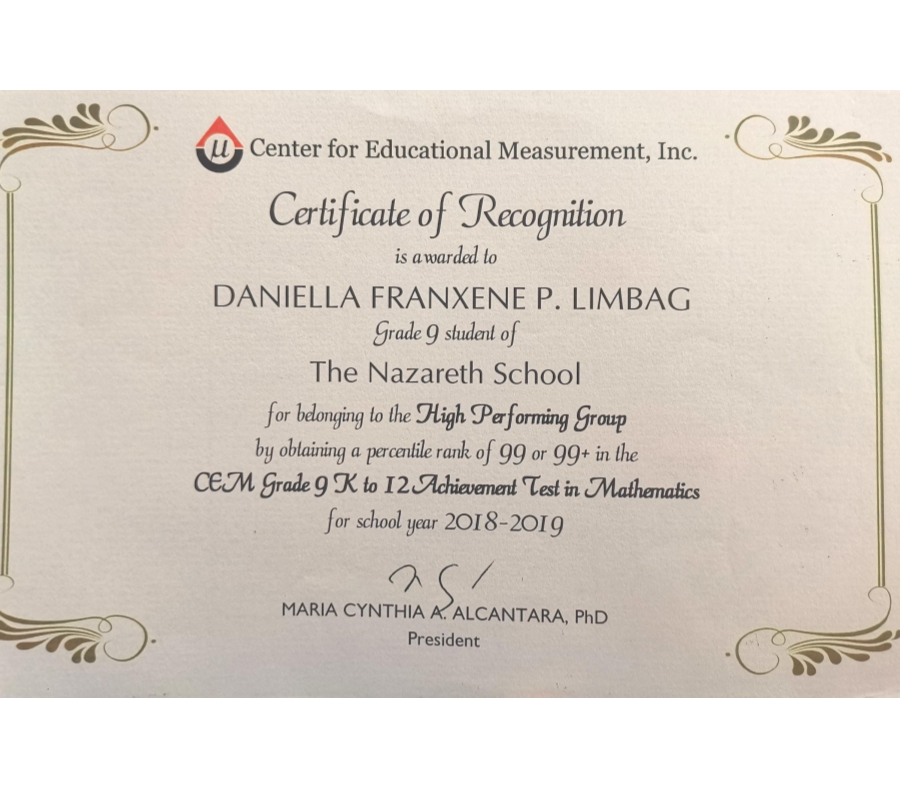 μ Center for Educational Measurement, Inc.
Certificate of Recognition
is awarded to
DANIELLA FRANXENE P. LIMBAG
Grade 9 student of
The Nazareth School
for belonging to the High Performing Group
by obtaining a percentile rank of 99 or 99+ in the
CEM Grade 9 K to 12 Achievement Test in Mathematics
for school year 2018-2019
MARIA CYNTHIA A. ALCANTARA, PhD
President